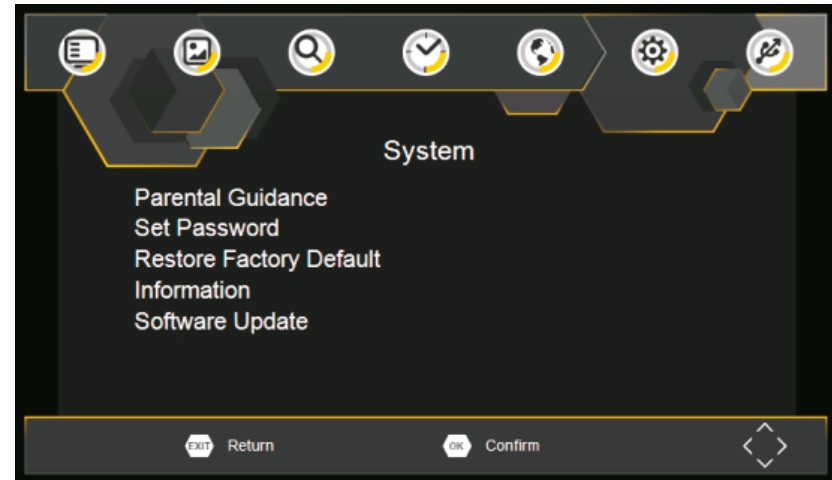 System
Parental Guidance
Set Password
Restore Factory Default
Information
Software Update
EXIT Return OK Confirm